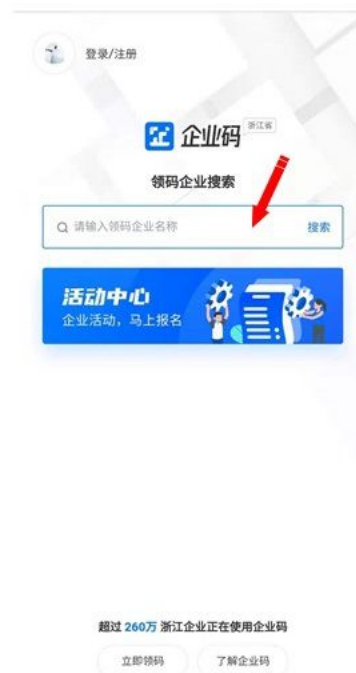 登录/注册
企业码 浙江省
领码企业搜索
请输入领码企业名称 搜索
活动中心
企业活动，马上报名
超过 260万 浙江企业正在使用企业码
立即领码 了解企业码